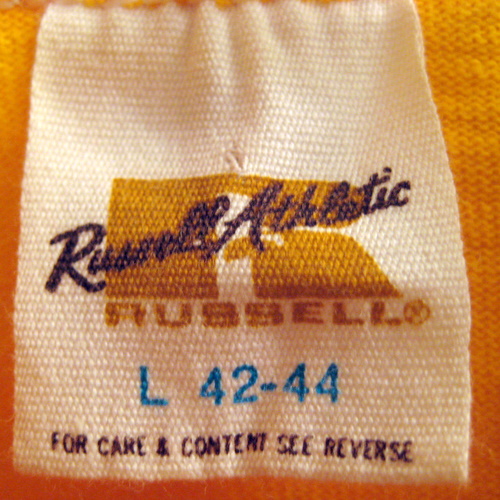 Russell Athletic
RUSSELL®
L 42-44
FOR CARE & CONTENT SEE REVERSE